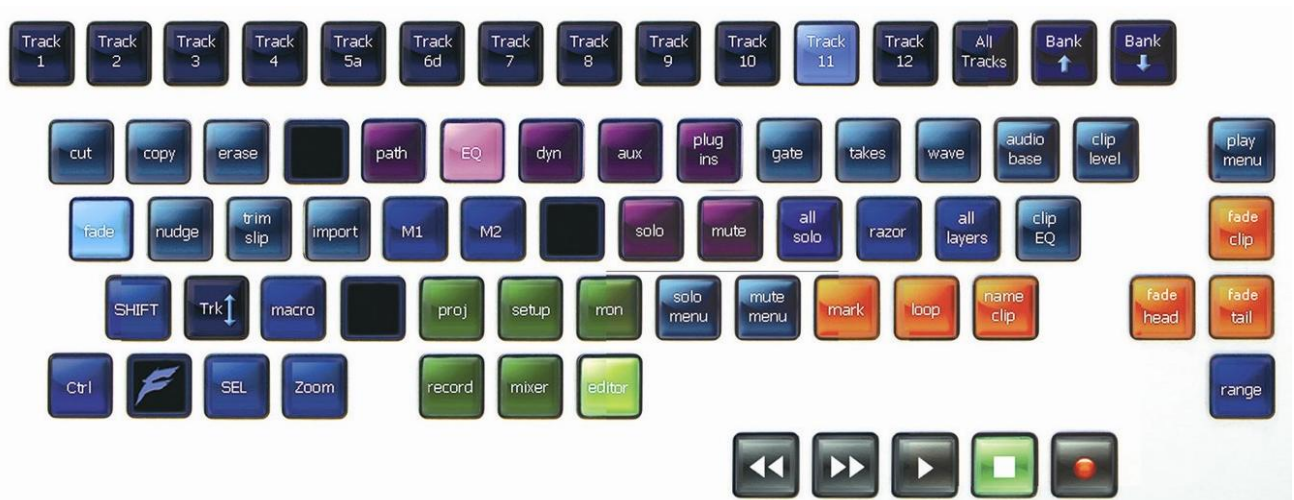 Track 1 Track 2 Track 3 Track 4 Track 5a Track 6d Track 7 Track 8 Track 9 Track 10 Track 11 Track 12 All Tracks Bank Bank
cut copy erase path EQ dyn aux plug ins gate takes wave audio base clip level play menu
fade nudge trim slip import M1 M2 solo mute all solo razor all layers clip EQ fade clip
SHIFT Trk macro proj setup mon solo menu mute menu mark loop name clip fade head fade tail
Ctrl SEL Zoom record mixer editor range